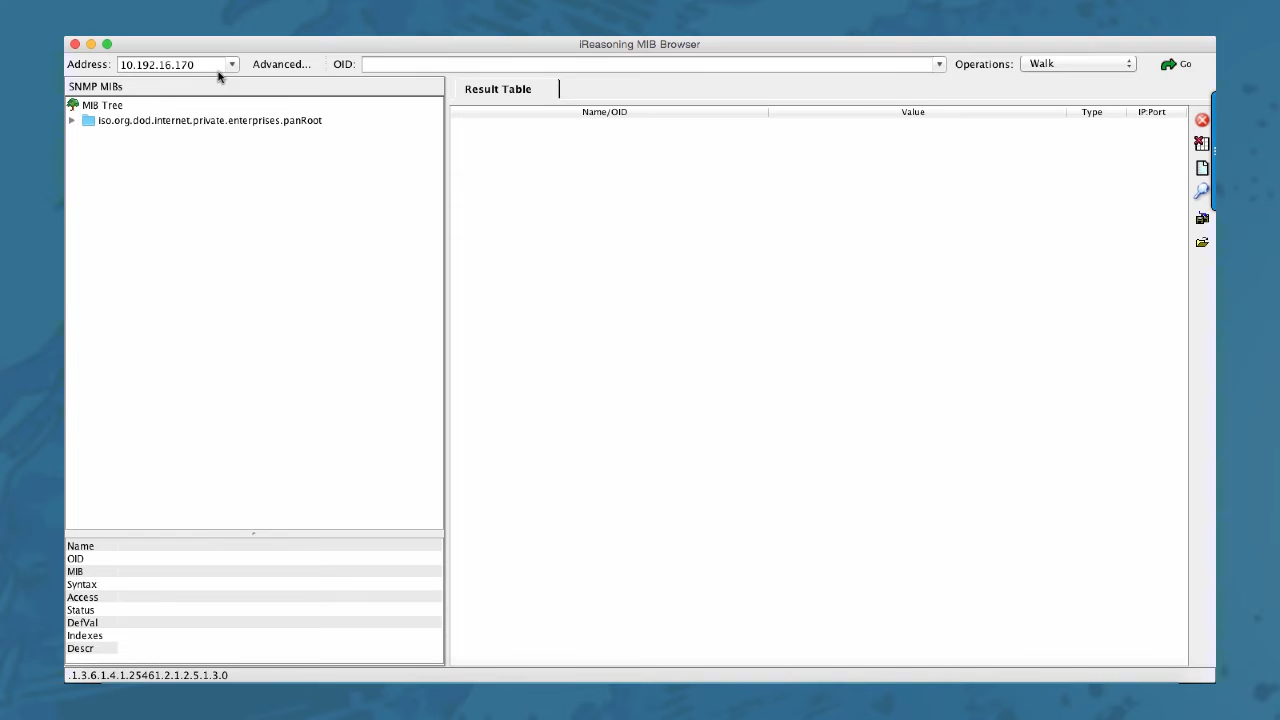 iReasoning MIB Browser
Address: 10.192.16.170 Advanced... OID: Operations: Walk Go
SNMP MIBs
Result Table
MIB Tree
iso.org.dod.internet.private.enterprises.panRoot
Name/OID Value Type IP:Port
Name
OID
MIB
Syntax
Access
Status
DefVal
Indexes
Descr
.1.3.6.1.4.1.25461.2.1.2.5.1.3.0